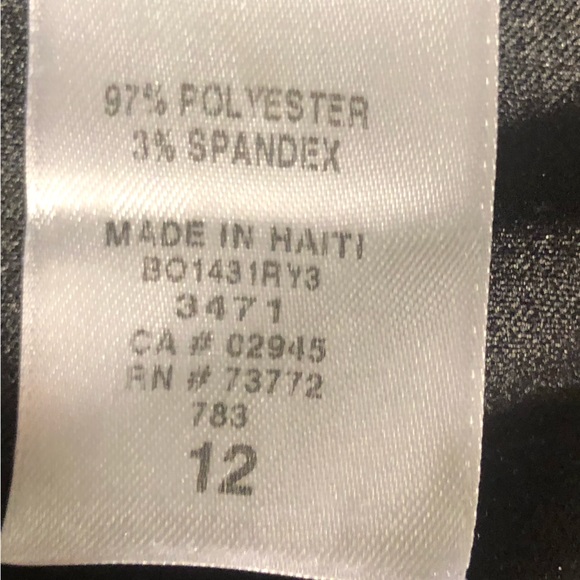 97% POLYESTER
3% SPANDEX
MADE IN HAITI
BO1431RY3
3471
CA # 02945
RN # 73772
783
12